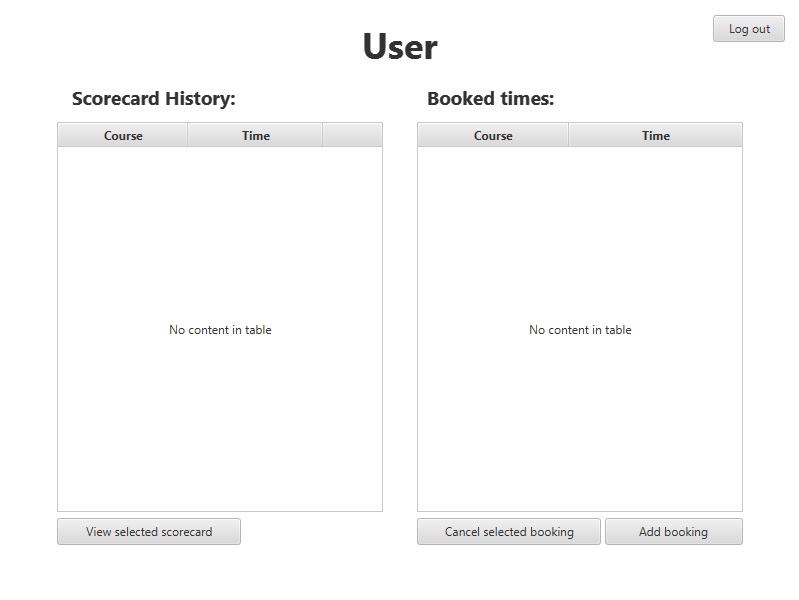 Log out
User
Scorecard History:
Booked times:
Course Time
Course Time
No content in table
No content in table
View selected scorecard
Cancel selected booking
Add booking